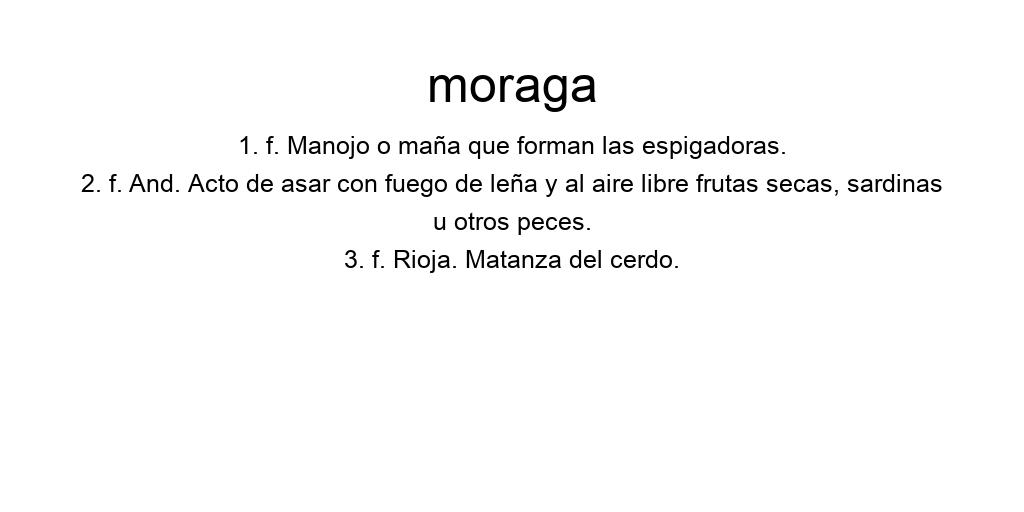 moraga
1. f. Manojo o maña que forman las espigadoras.
2. f. And. Acto de asar con fuego de leña y al aire libre frutas secas, sardinas
u otros peces.
3. f. Rioja. Matanza del cerdo.